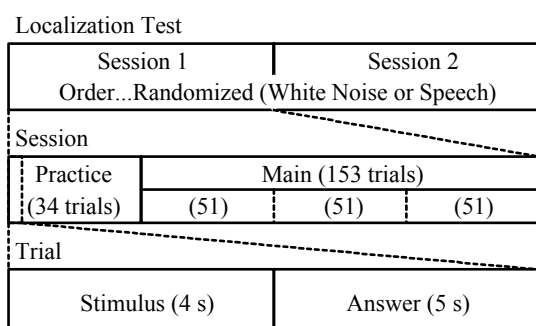 Localization Test
Session 1 Session 2
Order...Randomized (White Noise or Speech)
Session
Practice Main (153 trials)
(34 trials) (51) (51) (51)
Trial
Stimulus (4 s) Answer (5 s)